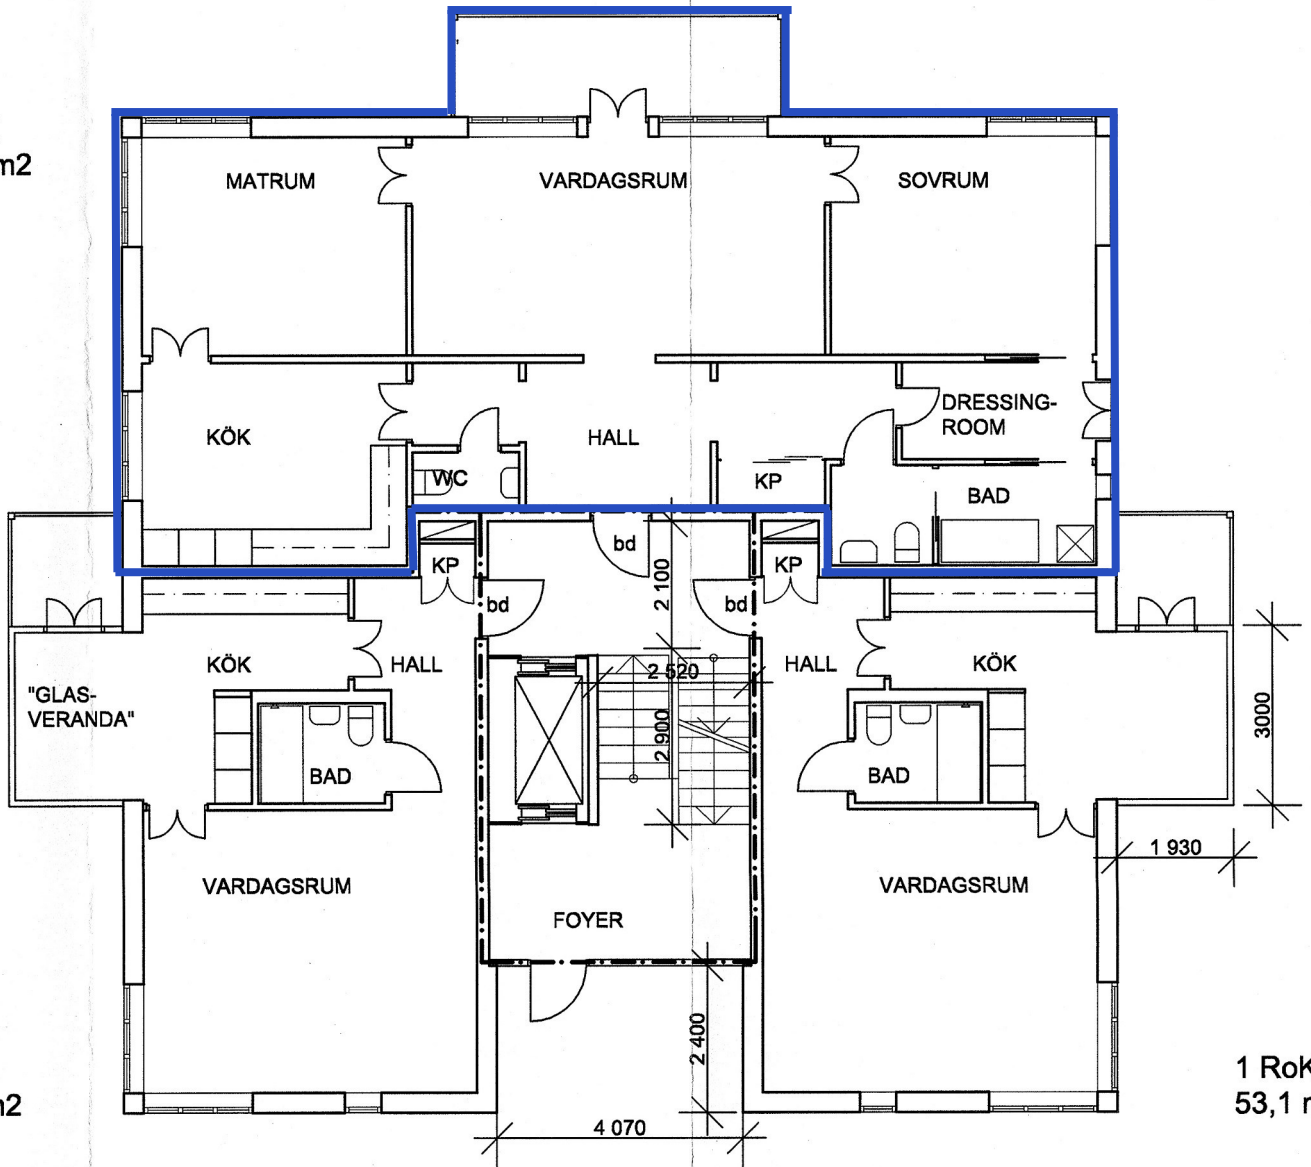 m2
MATRUM
VARDAGSRUM
SOVRUM
KÖK
HALL
DRESSING-
ROOM
WC
KP
BAD
bd
KP
KP
2 100
bd
bd
KÖK
HALL
2 520
HALL
KÖK
"GLAS-
VERANDA"
2 900
3000
BAD
BAD
1 930
VARDAGSRUM
VARDAGSRUM
FOYER
2 400
1 RoK
53,1 m
m2
4 070